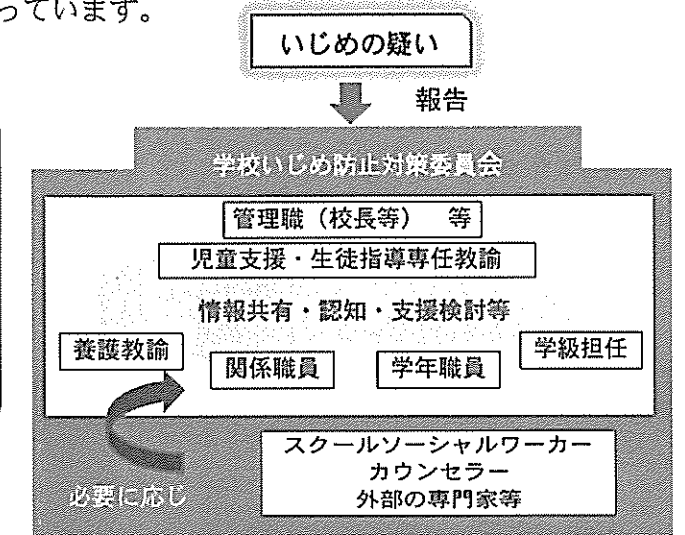 っています。
いじめの疑い
報告
学校いじめ防止対策委員会
管理職（校長等）　等
児童支援・生徒指導専任教諭
情報共有・認知・支援検討等
養護教諭
関係職員
学年職員
学級担任
必要に応じ
スクールソーシャルワーカー
カウンセラー
外部の専門家等